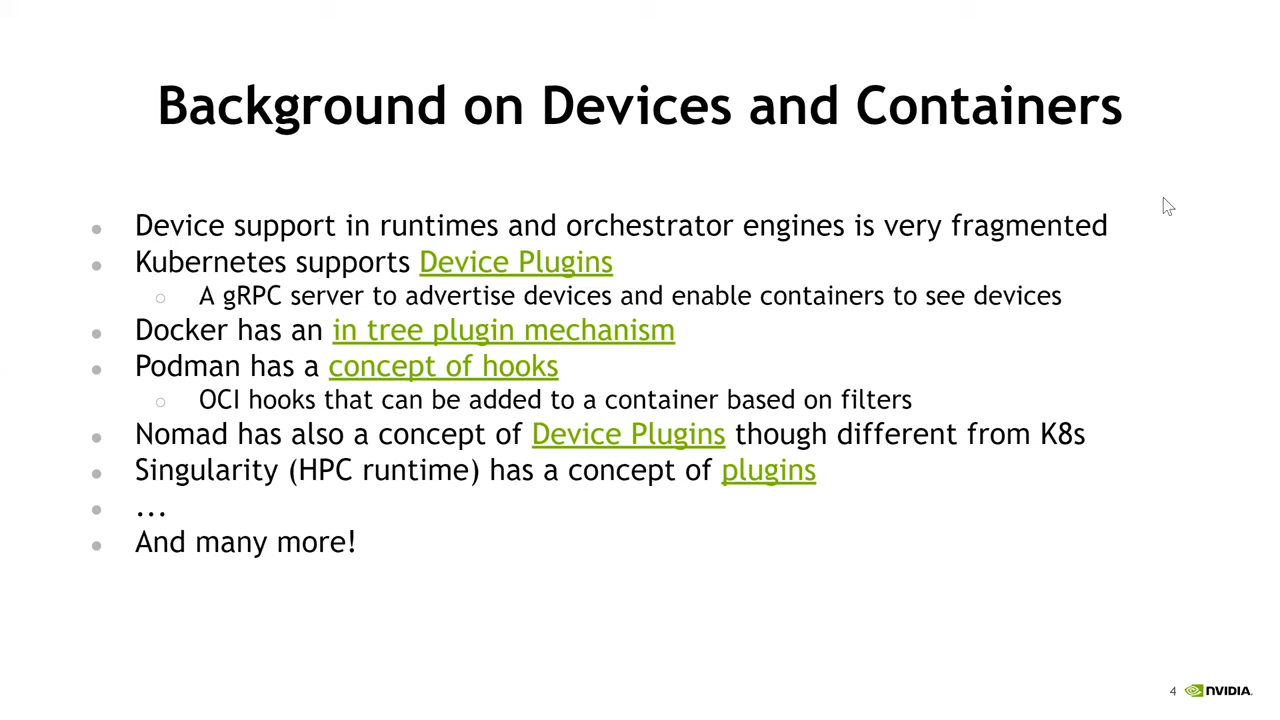 Background on Devices and Containers
● Device support in runtimes and orchestrator engines is very fragmented
● Kubernetes supports Device Plugins
○ A gRPC server to advertise devices and enable containers to see devices
● Docker has an in tree plugin mechanism
● Podman has a concept of hooks
○ OCI hooks that can be added to a container based on filters
● Nomad has also a concept of Device Plugins though different from K8s
● Singularity (HPC runtime) has a concept of plugins
● ...
● And many more!
4 NVIDIA.